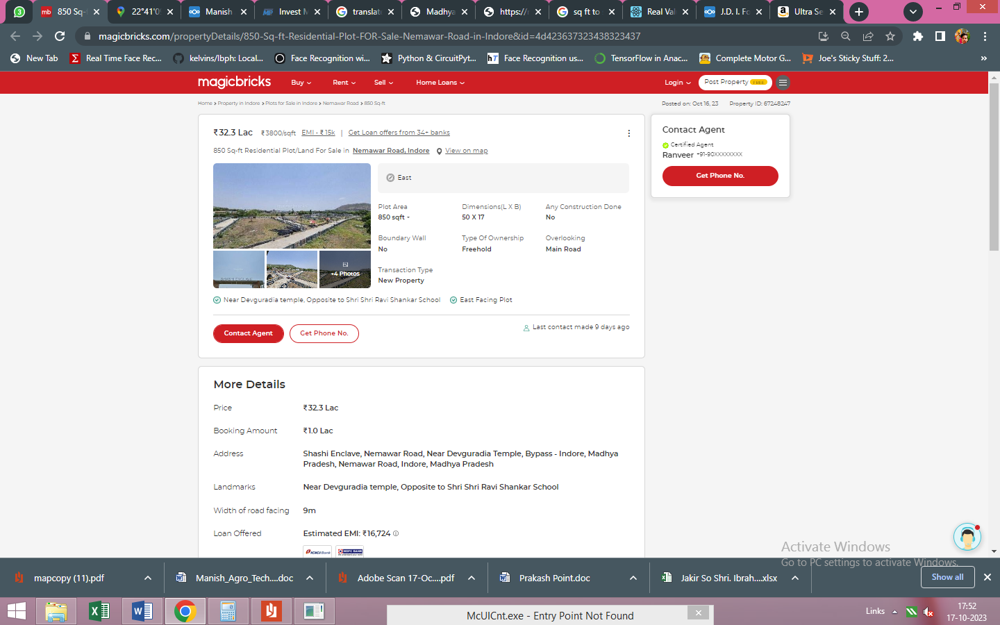 3
850 Sq-
22°41'0
Manish
Invest M
translat
Madhya
https://
sq ft to
Real Val
J.D. I. Fo
Ultra Se
magicbricks.com/propertyDetails/850-Sq-ft-Residential-Plot-FOR-Sale-Nemawar-Road-in-Indore&id=4d423637323438323437
New Tab
Real Time Face Rec...
kelvins/lbph: Local...
Face Recognition wi...
Python & CircuitPyt...
Face Recognition us...
TensorFlow in Anac...
Complete Motor G...
Joe's Sticky Stuff: 2...
»
magicbricks
Buy
Rent
Sell
Home Loans
Login
Post Property FREE
Home > Property in Indore > Plots for Sale in Indore > Nemawar Road > 850 Sq-ft
Posted on: Oct 16, 23 Property ID: 67248247
₹32.3 Lac ₹3800/sqft EMI - ₹15k | Get Loan offers from 34+ banks
850 Sq-ft Residential Plot/Land For Sale in Nemawar Road, Indore View on map
East
Plot Area
850 sqft -
Dimensions(L X B)
50 X 17
Any Construction Done
No
Boundary Wall
No
Type Of Ownership
Freehold
Overlooking
Main Road
Transaction Type
New Property
SHASHI ENCLAVE
+4 Photos
Near Devguradia temple, Opposite to Shri Shri Ravi Shankar School
East Facing Plot
Contact Agent
Get Phone No.
Last contact made 9 days ago
Contact Agent
Certified Agent
Ranveer +91-90XXXXXXXX
Get Phone No.
More Details
Price ₹32.3 Lac
Booking Amount ₹1.0 Lac
Address Shashi Enclave, Nemawar Road, Near Devguradia Temple, Bypass - Indore, Madhya
Pradesh, Nemawar Road, Indore, Madhya Pradesh
Landmarks Near Devguradia temple, Opposite to Shri Shri Ravi Shankar School
Width of road facing 9m
Loan Offered Estimated EMI: ₹16,724
ICICI Bank
HDFC BANK
Activate Windows
Go to PC settings to activate Windows.
mapcopy (11).pdf
Manish_Agro_Tech....doc
Adobe Scan 17-Oc....pdf
Prakash Point.doc
Jakir So Shri. Ibrah....xlsx
Show all
McUICnt.exe - Entry Point Not Found
Links
17:52
17-10-2023